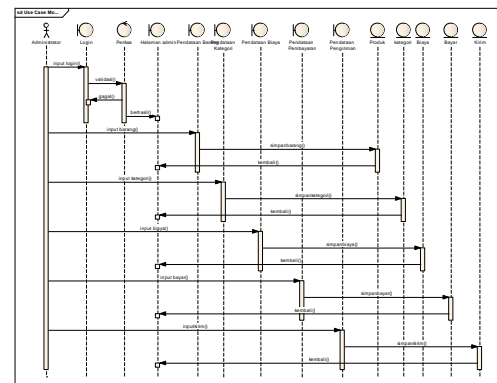 sd Use Case Mo...
Administrator
Login
Periksa
Halaman admin
Pendataan Barang
Pendataan
Kategori
Pendataan Biaya
Pendataan
Pembayaran
Pendataan
Pengiriman
Produk
kategori
Biaya
Bayar
Kirim
input login()
validasi()
gagal()
berhasil()
input barang()
simpanbarang()
kembali()
input kategori()
simpankategori()
kembali()
input biaya()
simpanbiaya()
kembali()
input bayar()
simpanbayar()
kembali()
inputkirim()
simpankirim()
kembali()